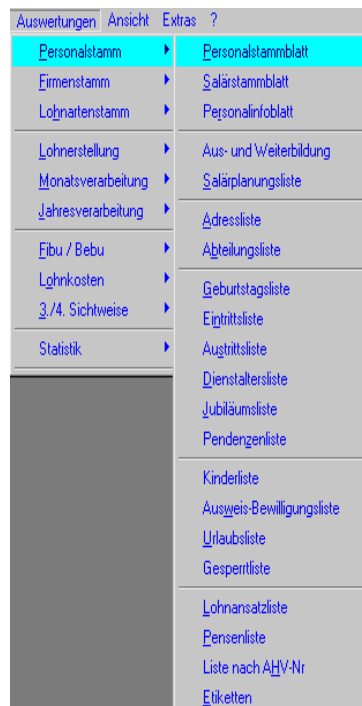 Auswertungen Ansicht Extras ?
Personalstamm
Firmenstamm
Lohnartenstamm
Lohnerstellung
Monatsverarbeitung
Jahresverarbeitung
Fibu / Bebu
Lohnkosten
3./4. Sichtweise
Statistik
Personalstammblatt
Salärstammblatt
Personalinfoblatt
Aus- und Weiterbildung
Salärplanungsliste
Adressliste
Abteilungsliste
Geburtstagsliste
Eintrittsliste
Austrittsliste
Dienstaltersliste
Jubiläumsliste
Pendenzenliste
Kinderliste
Ausweis-Bewilligungsliste
Urlaubsliste
Gesperrtliste
Lohnansatzliste
Pensenliste
Liste nach AHV-Nr
Etiketten